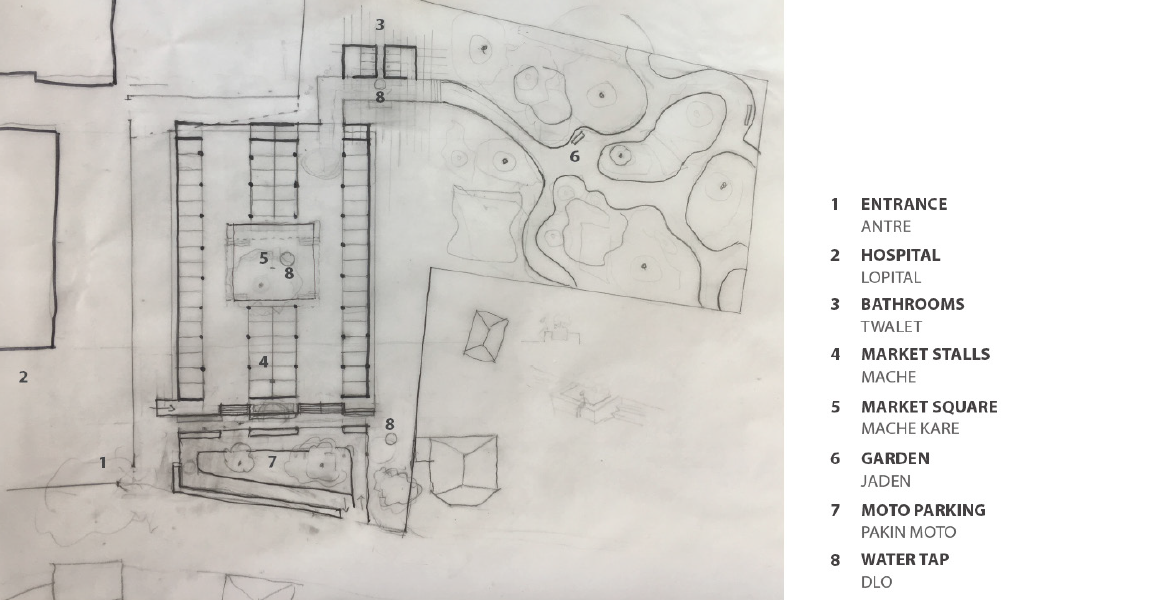 3
8
6
5
8
4
2
8
1
7
1 ENTRANCE
ANTRE
2 HOSPITAL
LOPITAL
3 BATHROOMS
TWALET
4 MARKET STALLS
MACHE
5 MARKET SQUARE
MACHE KARE
6 GARDEN
JADEN
7 MOTO PARKING
PAKIN MOTO
8 WATER TAP
DLO